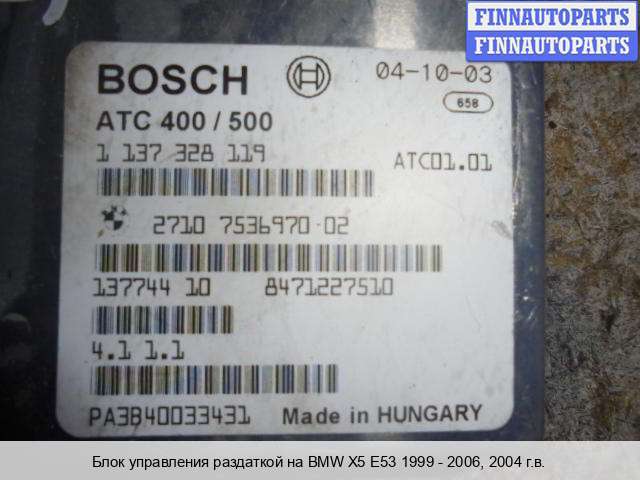 FINNAUTOPARTS
FINNAUTOPARTS
BOSCH 04-10-03
658
ATC 400 / 500
1 137 328 119 ATC01.01
2710 7536970-02
137744 10 8471227510
4.1 1.1
PA3B40033431 Made in HUNGARY
Блок управления раздаткой на BMW X5 E53 1999 - 2006, 2004 г.в.